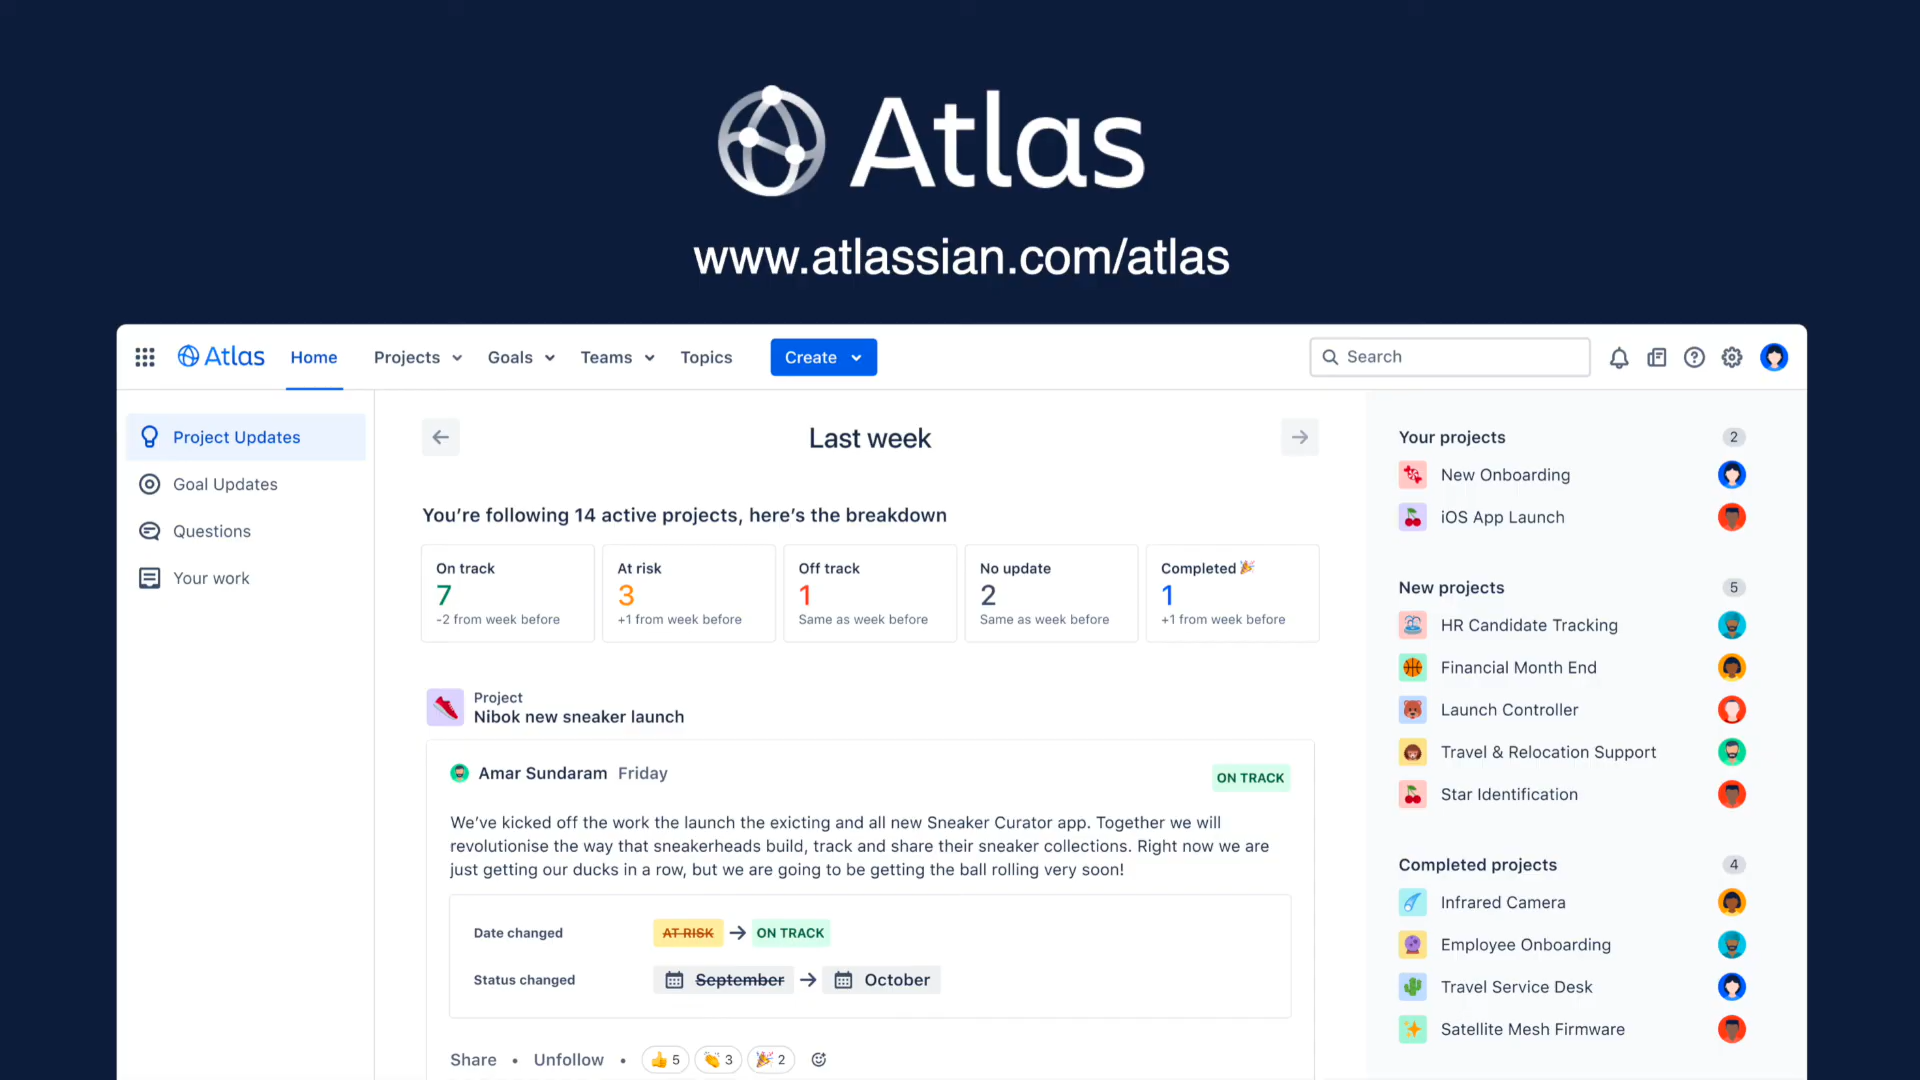 Atlas
www.atlassian.com/atlas
Atlas Home Projects Goals Teams Topics Create Search
Project Updates
Goal Updates
Questions
Your work
Last week
You're following 14 active projects, here's the breakdown
On track
7
-2 from week before
At risk
3
+1 from week before
Off track
1
Same as week before
No update
2
Same as week before
Completed 🎉
1
+1 from week before
Project
Nibok new sneaker launch
Amar Sundaram Friday
ON TRACK
We've kicked off the work the launch the exicting and all new Sneaker Curator app. Together we will
revolutionise the way that sneakerheads build, track and share their sneaker collections. Right now we are
just getting our ducks in a row, but we are going to be getting the ball rolling very soon!
Date changed AT RISK → ON TRACK
Status changed September → October
Share • Unfollow • 👍 5 👏 3 🎉 2
Your projects 2
New Onboarding
iOS App Launch
New projects 5
HR Candidate Tracking
Financial Month End
Launch Controller
Travel & Relocation Support
Star Identification
Completed projects 4
Infrared Camera
Employee Onboarding
Travel Service Desk
Satellite Mesh Firmware